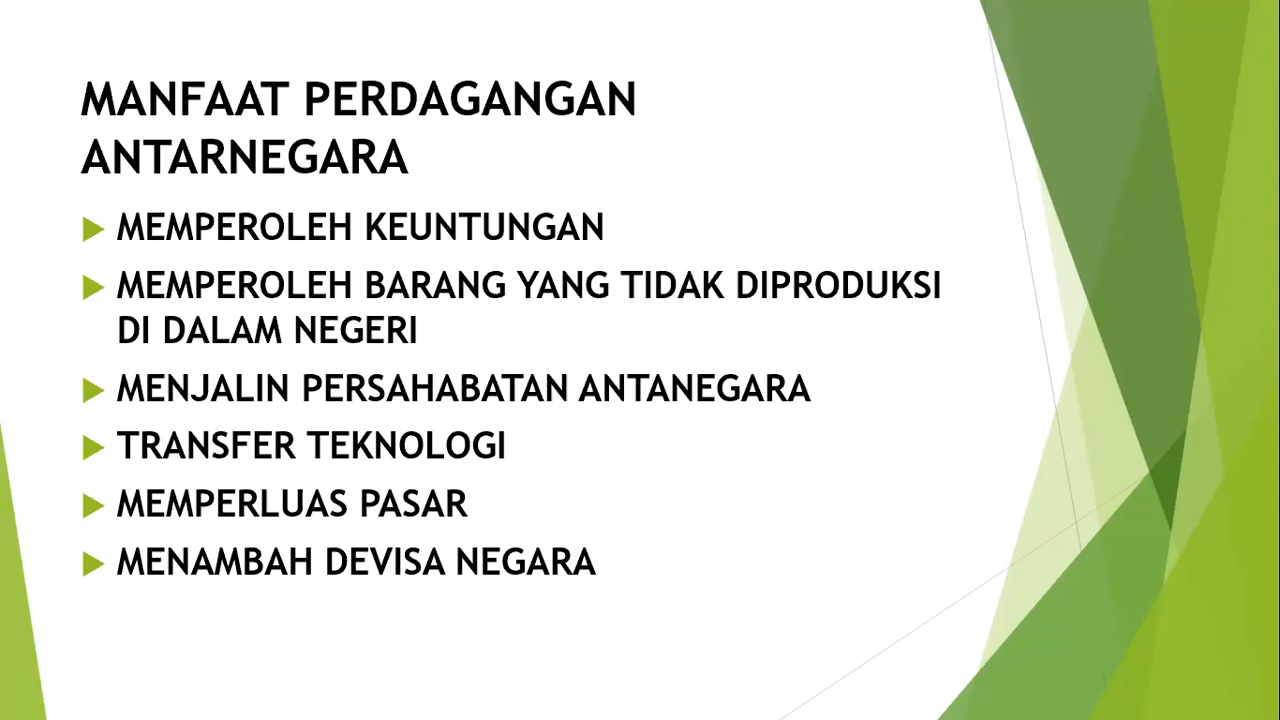 MANFAAT PERDAGANGAN
ANTARNEGARA
MEMPEROLEH KEUNTUNGAN
MEMPEROLEH BARANG YANG TIDAK DIPRODUKSI
DI DALAM NEGERI
MENJALIN PERSAHABATAN ANTANEGARA
TRANSFER TEKNOLOGI
MEMPERLUAS PASAR
MENAMBAH DEVISA NEGARA